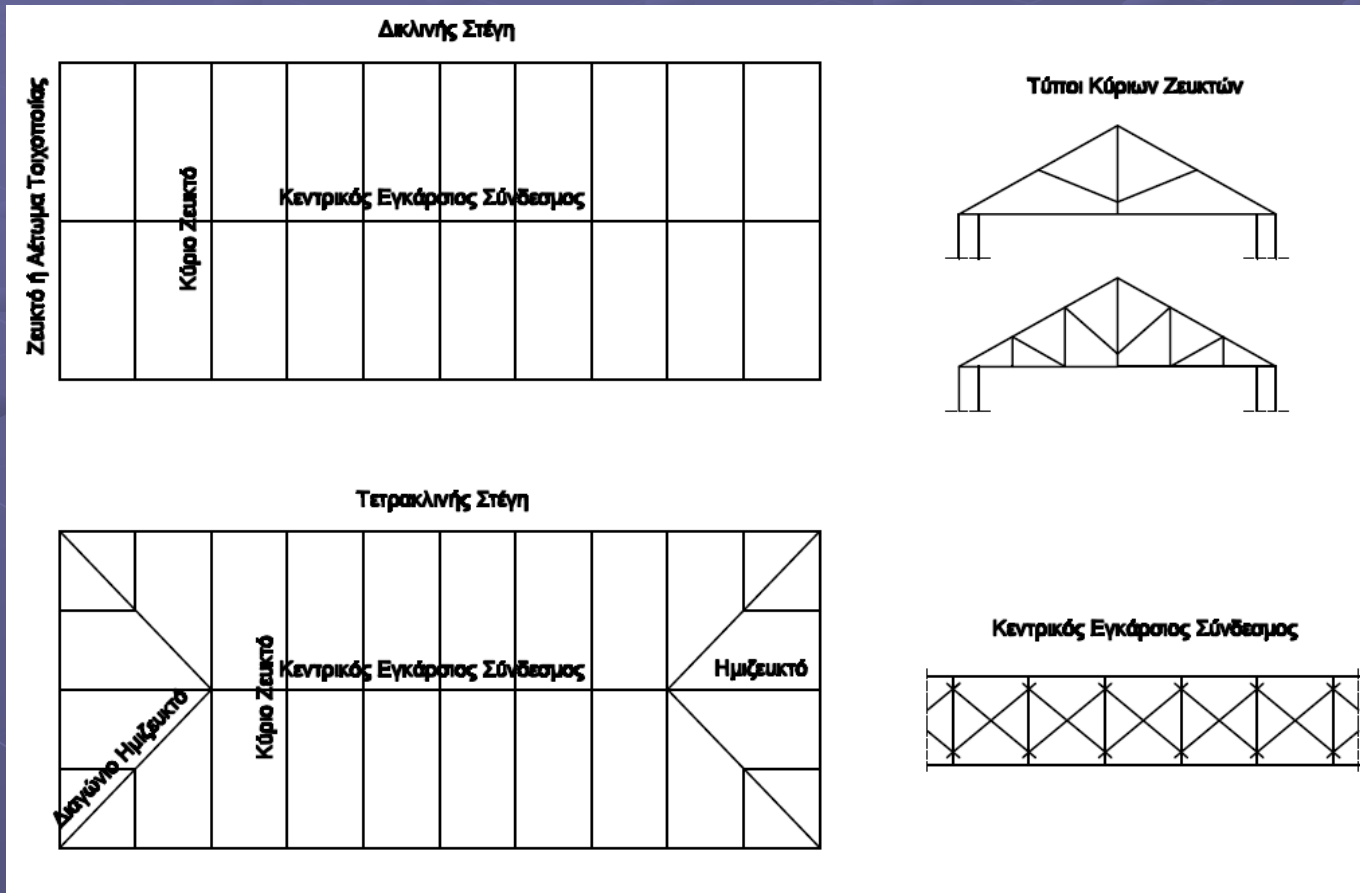 Δικλινής Στέγη
Ζευκτό ή Αέτωμα Τοιχοποιίας
Κύριο Ζευκτό
Κεντρικός Εγκάρσιος Σύνδεσμος
Τύποι Κύριων Ζευκτών
Τετρακλινής Στέγη
Διαγώνιο Ημιζευκτό
Κύριο Ζευκτό
Κεντρικός Εγκάρσιος Σύνδεσμος
Ημιζευκτό
Κεντρικός Εγκάρσιος Σύνδεσμος